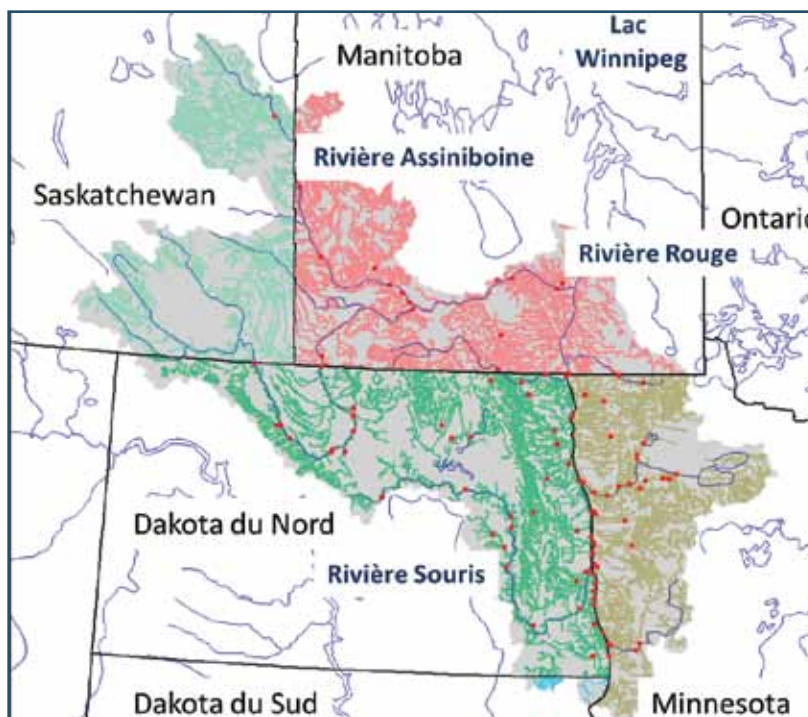 Lac
Winnipeg
Manitoba
Rivière Assiniboine
Saskatchewan
Ontario
Rivière Rouge
Dakota du Nord
Rivière Souris
Dakota du Sud
Minnesota